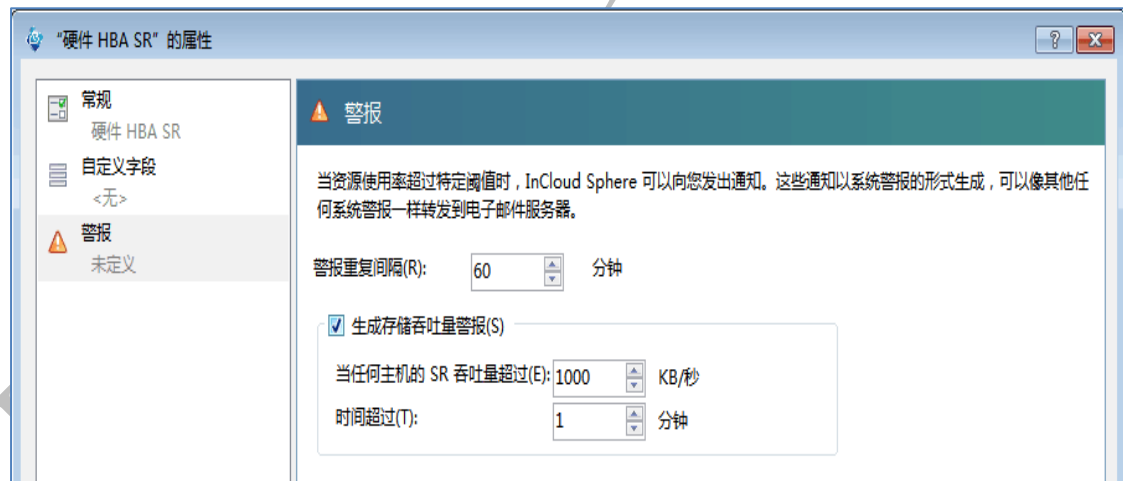 “硬件 HBA SR”的属性
常规
硬件 HBA SR
自定义字段
<无>
警报
未定义
警报
当资源使用率超过特定阈值时，InCloud Sphere 可以向您发出通知。这些通知以系统警报的形式生成，可以像其他任
何系统警报一样转发到电子邮件服务器。
警报重复间隔(R): 60 分钟
生成存储吞吐量警报(S)
当任何主机的 SR 吞吐量超过(E): 1000 KB/秒
时间超过(T): 1 分钟